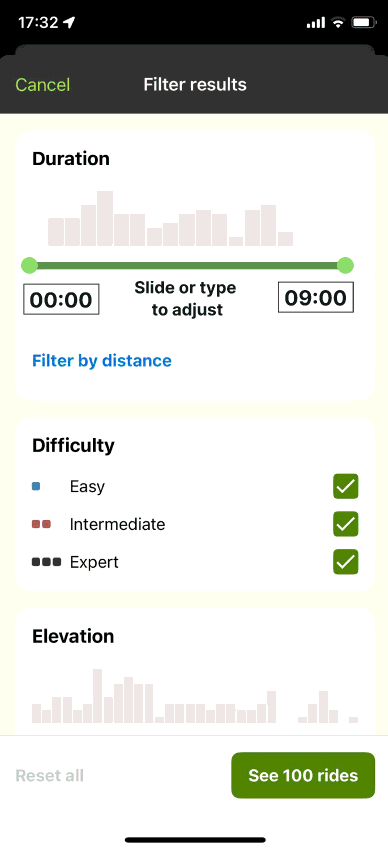 17:32
Cancel
Filter results
Duration
00:00
Slide or type
to adjust
09:00
Filter by distance
Difficulty
Easy
Intermediate
Expert
Elevation
Reset all
See 100 rides